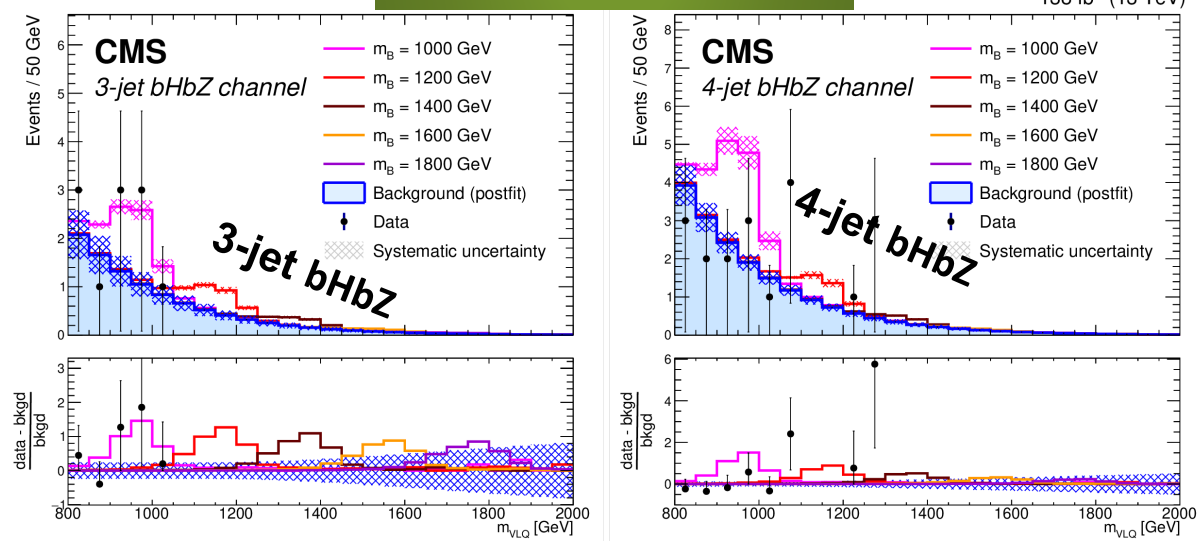 CMS
3-jet bHbZ channel
m_B = 1000 GeV
m_B = 1200 GeV
m_B = 1400 GeV
m_B = 1600 GeV
m_B = 1800 GeV
Background (postfit)
Data
Systematic uncertainty
3-jet bHbZ
Events / 50 GeV
6
5
4
3
2
1
0
data - bkgd
bkgd
3
2
1
0
-1
800 1000 1200 1400 1600 1800 2000
m_VLQ [GeV]
CMS
4-jet bHbZ channel
m_B = 1000 GeV
m_B = 1200 GeV
m_B = 1400 GeV
m_B = 1600 GeV
m_B = 1800 GeV
Background (postfit)
Data
Systematic uncertainty
4-jet bHbZ
Events / 50 GeV
8
7
6
5
4
3
2
1
0
data - bkgd
bkgd
6
4
2
0
800 1000 1200 1400 1600 1800 2000
m_VLQ [GeV]